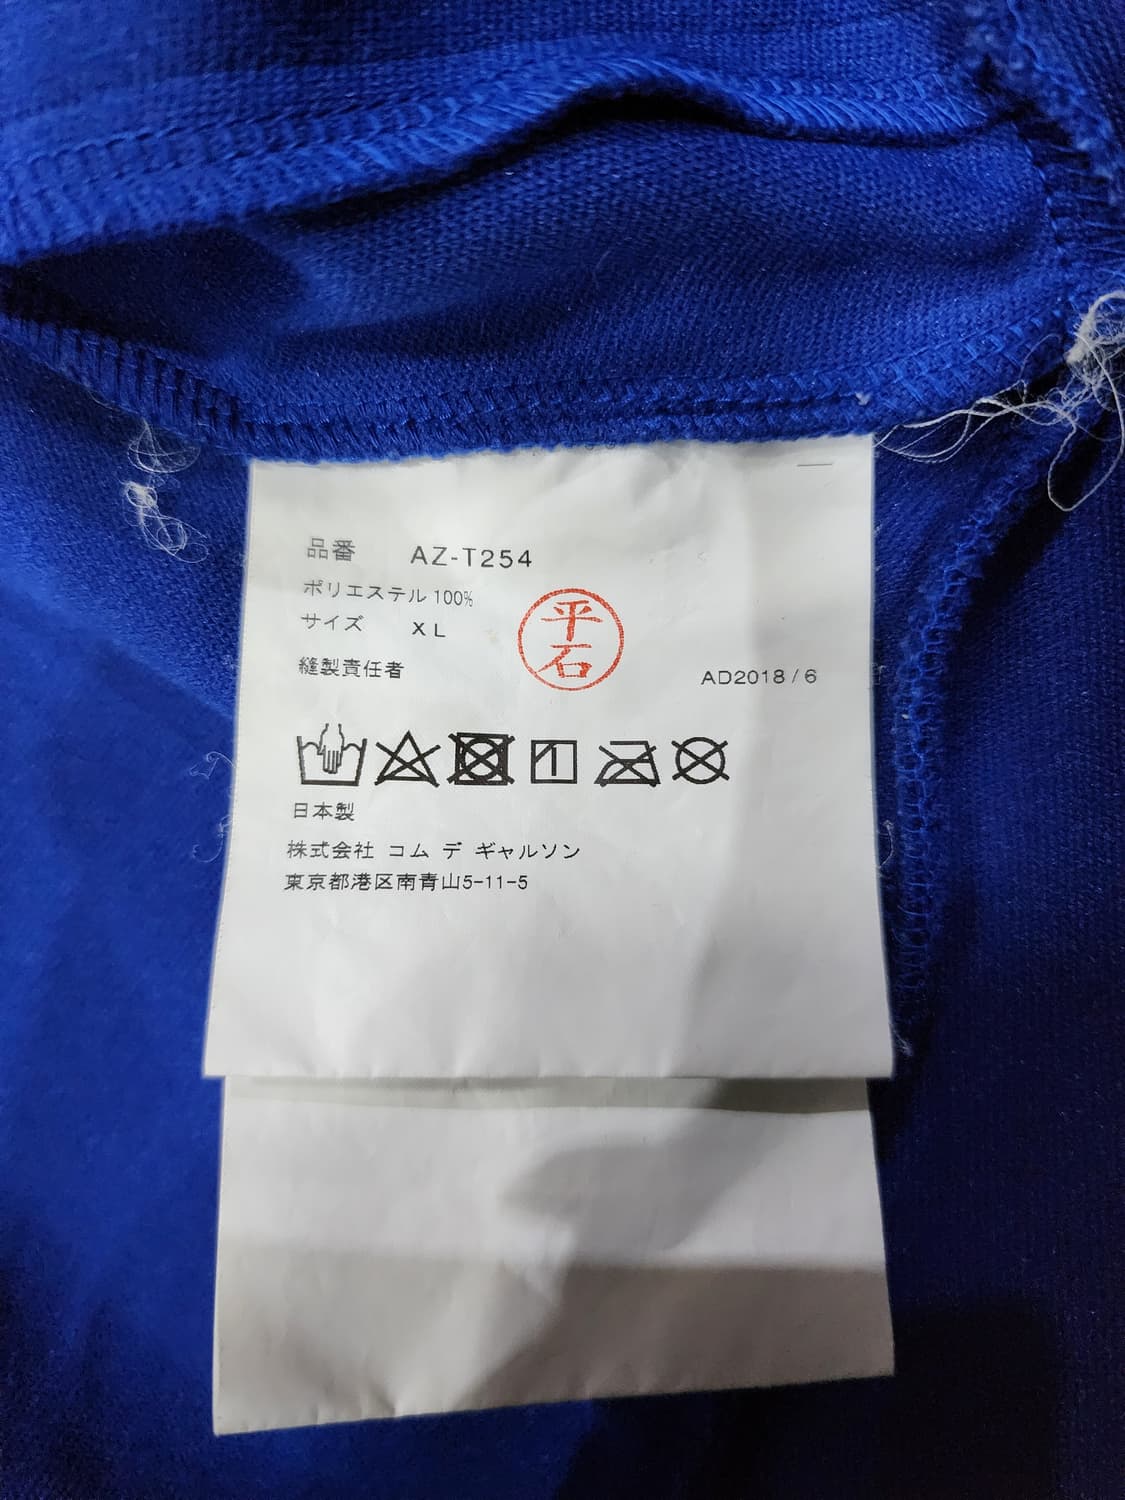 品番 AZ-T254
ポリエステル 100%
サイズ XL
平石
縫製責任者
AD2018/6
日本製
株式会社 コム デ ギャルソン
東京都港区南青山5-11-5